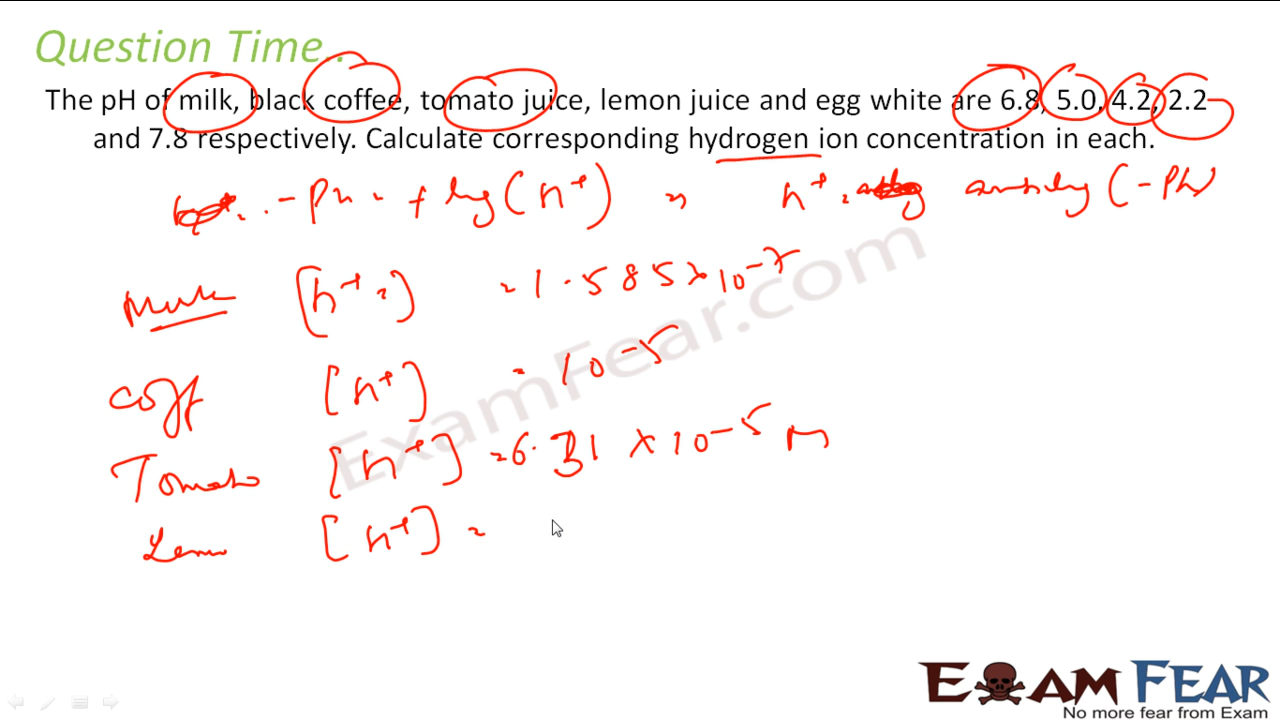 Question Time..
The pH of milk, black coffee, tomato juice, lemon juice and egg white are 6.8, 5.0, 4.2, 2.2
and 7.8 respectively. Calculate corresponding hydrogen ion concentration in each.
-PH = + log (h+) h+ = antilog (-PH)
Milk [h+ = ] = 1.585 x 10-7
Coff [h+] = 10-5
Tomato [h+] = 6.31 x 10-5 M
Lemo [h+] =
ExamFear.com
EXAM FEAR
No more fear from Exam